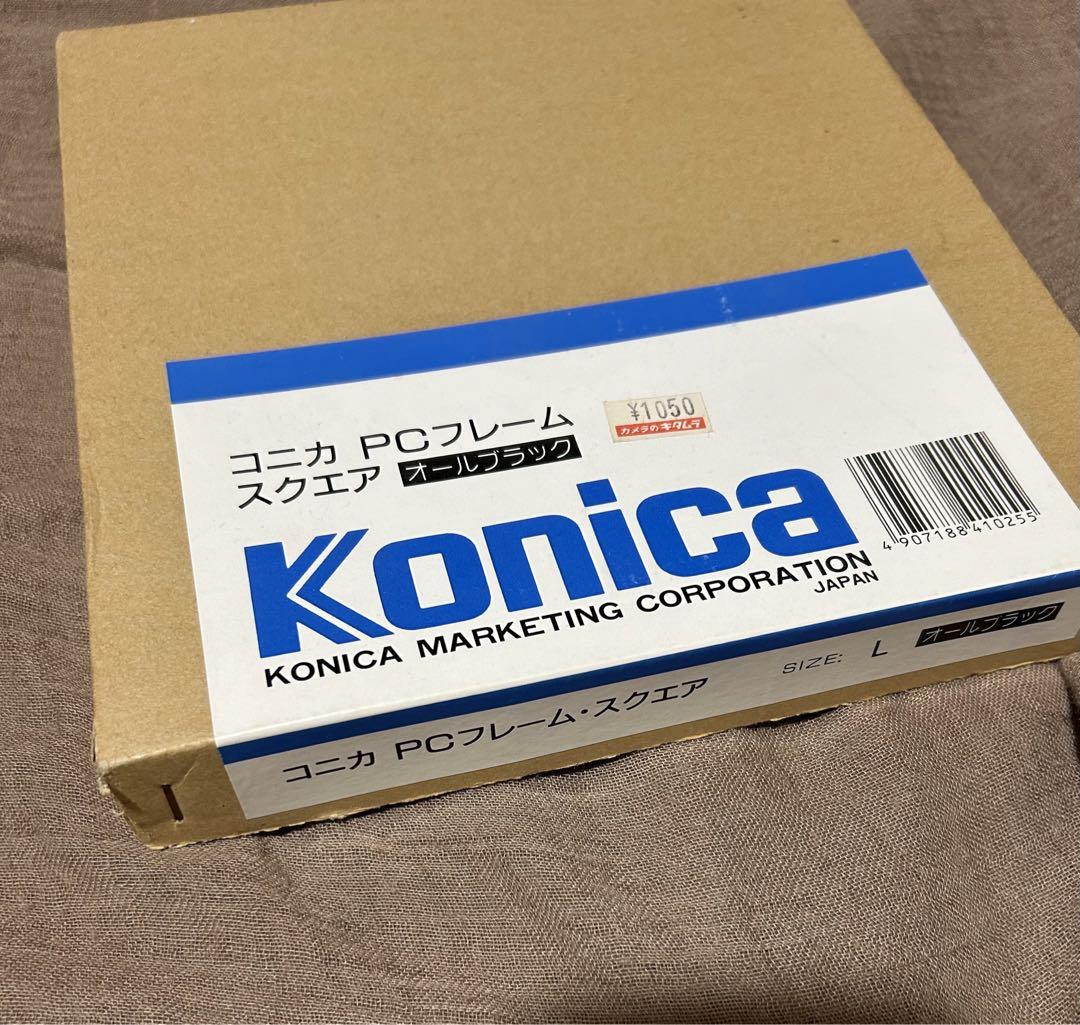 コニカ PCフレーム
スクエア オールブラック
¥1050
カメラのキタムラ
Konica
KONICA MARKETING CORPORATION
JAPAN
4 907188 410255
コニカ PCフレーム・スクエア SIZE: L オールブラック